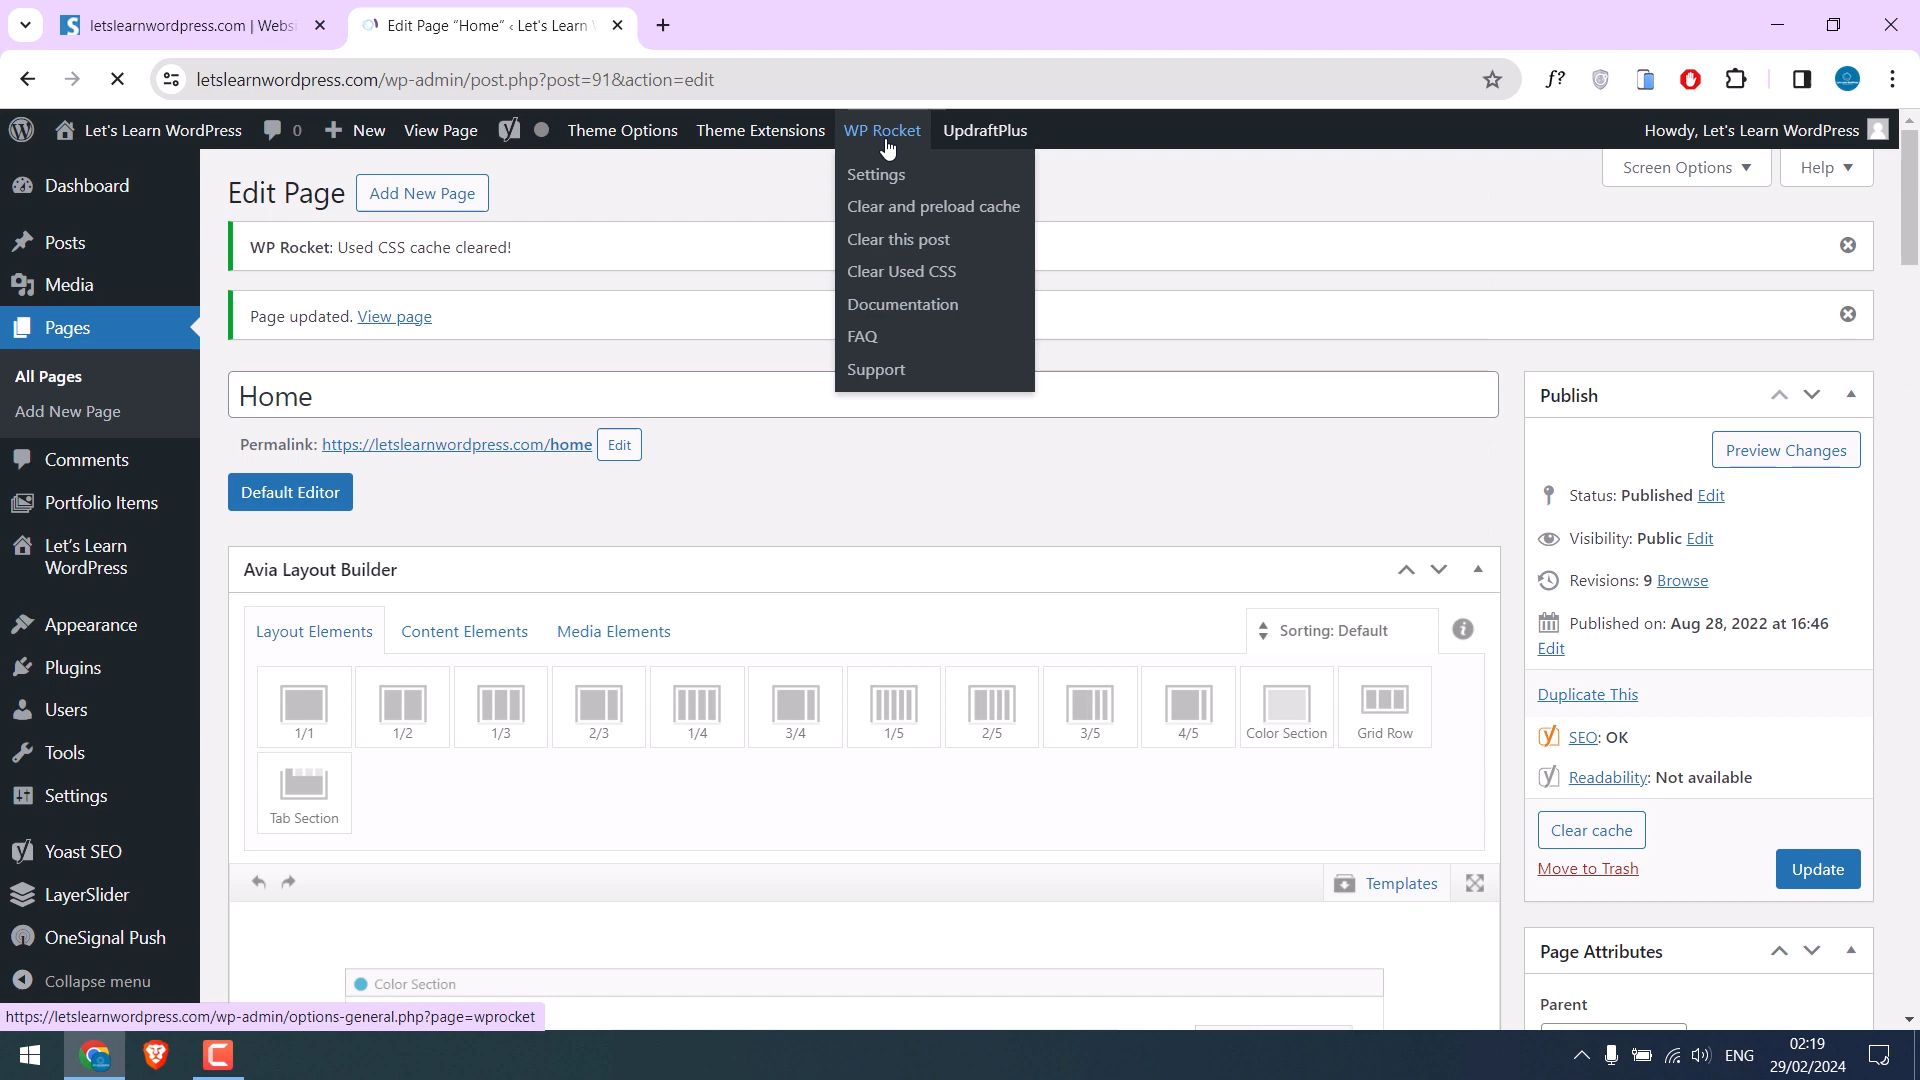 letslearnwordpress.com | Websi
Edit Page “Home” ‹ Let's Learn
letslearnwordpress.com/wp-admin/post.php?post=91&action=edit
f?
Let's Learn WordPress
0
New
View Page
Theme Options
Theme Extensions
WP Rocket
UpdraftPlus
Howdy, Let's Learn WordPress
Settings
Clear and preload cache
Clear this post
Clear Used CSS
Documentation
FAQ
Support
Screen Options
Help
Dashboard
Posts
Media
Pages
All Pages
Add New Page
Comments
Portfolio Items
Let's Learn
WordPress
Appearance
Plugins
Users
Tools
Settings
Yoast SEO
LayerSlider
OneSignal Push
Collapse menu
Edit Page
Add New Page
WP Rocket: Used CSS cache cleared!
Page updated. View page
Home
Permalink: https://letslearnwordpress.com/home Edit
Default Editor
Avia Layout Builder
Layout Elements
Content Elements
Media Elements
Sorting: Default
1/1
1/2
1/3
2/3
1/4
3/4
1/5
2/5
3/5
4/5
Color Section
Grid Row
Tab Section
Templates
Color Section
Publish
Preview Changes
Status: Published Edit
Visibility: Public Edit
Revisions: 9 Browse
Published on: Aug 28, 2022 at 16:46
Edit
Duplicate This
SEO: OK
Readability: Not available
Clear cache
Move to Trash
Update
Page Attributes
Parent
https://letslearnwordpress.com/wp-admin/options-general.php?page=wprocket
ENG
02:19
29/02/2024